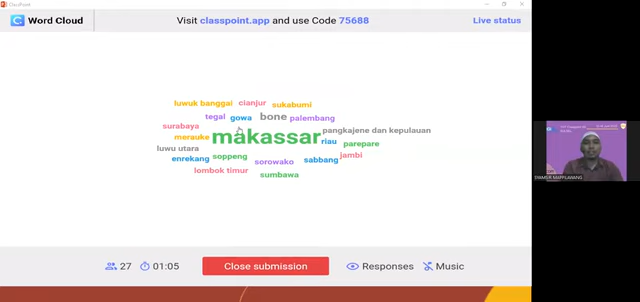 ClassPoint
Word Cloud
Visit classpoint.app and use Code 75688
Live status
luwuk banggai cianjur sukabumi
tegal gowa bone palembang
surabaya makassar pangkajene dan kepulauan
merauke riau parepare
luwu utara jambi
enrekang soppeng sorowako sabbang
lombok timur sumbawa
27 01:05 Close submission Responses Music